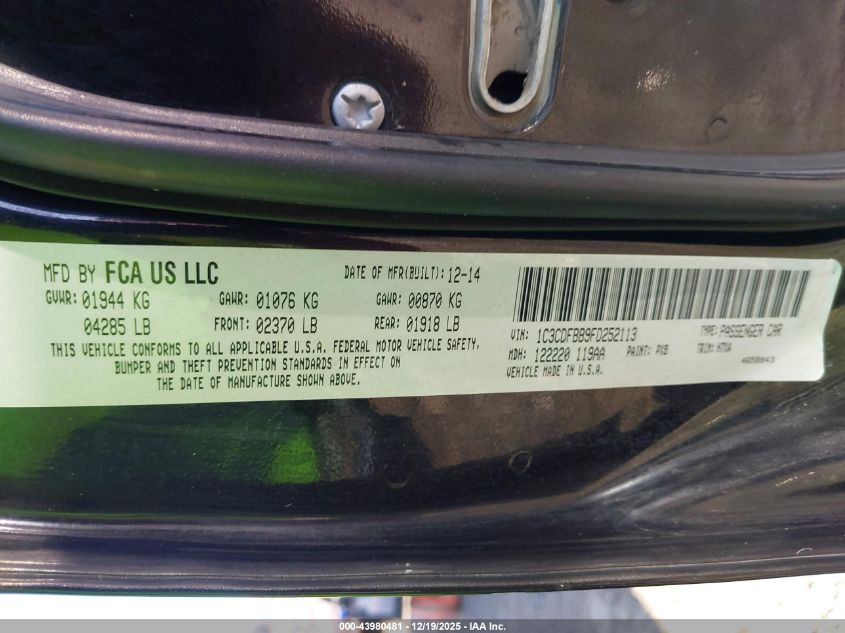 MFD BY FCA US LLC
DATE OF MFR(BUILT): 12-14
GVWR: 01944 KG
GAWR: 01076 KG
GAWR: 00870 KG
04285 LB
FRONT: 02370 LB
REAR: 01918 LB
THIS VEHICLE CONFORMS TO ALL APPLICABLE U.S.A. FEDERAL MOTOR VEHICLE SAFETY,
BUMPER AND THEFT PREVENTION STANDARDS IN EFFECT ON
THE DATE OF MANUFACTURE SHOWN ABOVE.
VIN: 1C3CDFBB9FD252113
TYPE: PASSENGER CAR
MDH: 122220 119AA
PAINT: PXB
TRIM: H7XA
VEHICLE MADE IN U.S.A.
4658843
000-43980481 - 12/19/2025 - IAA Inc.